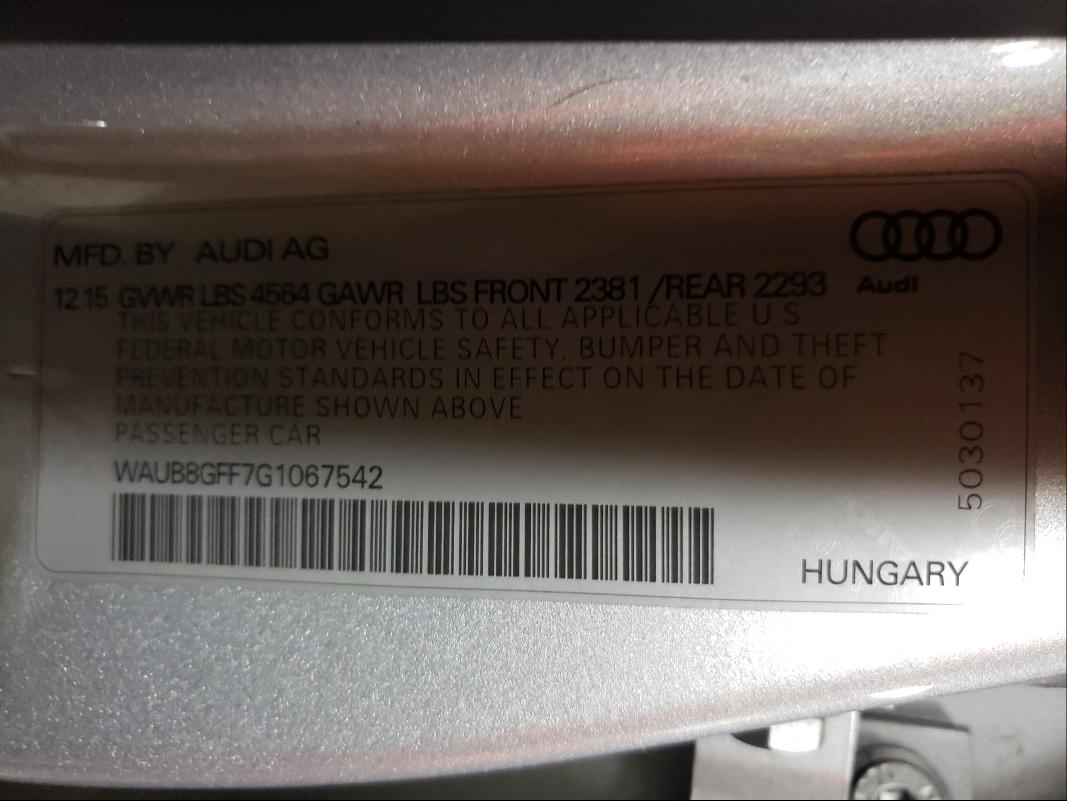 MFD. BY AUDI AG
Audi
12 15 GVWR LBS 4564 GAWR LBS FRONT 2381 /REAR 2293
THIS VEHICLE CONFORMS TO ALL APPLICABLE U S
FEDERAL MOTOR VEHICLE SAFETY, BUMPER AND THEFT
PREVENTION STANDARDS IN EFFECT ON THE DATE OF
MANUFACTURE SHOWN ABOVE
PASSENGER CAR
WAUB8GFF7G1067542
HUNGARY
5030137